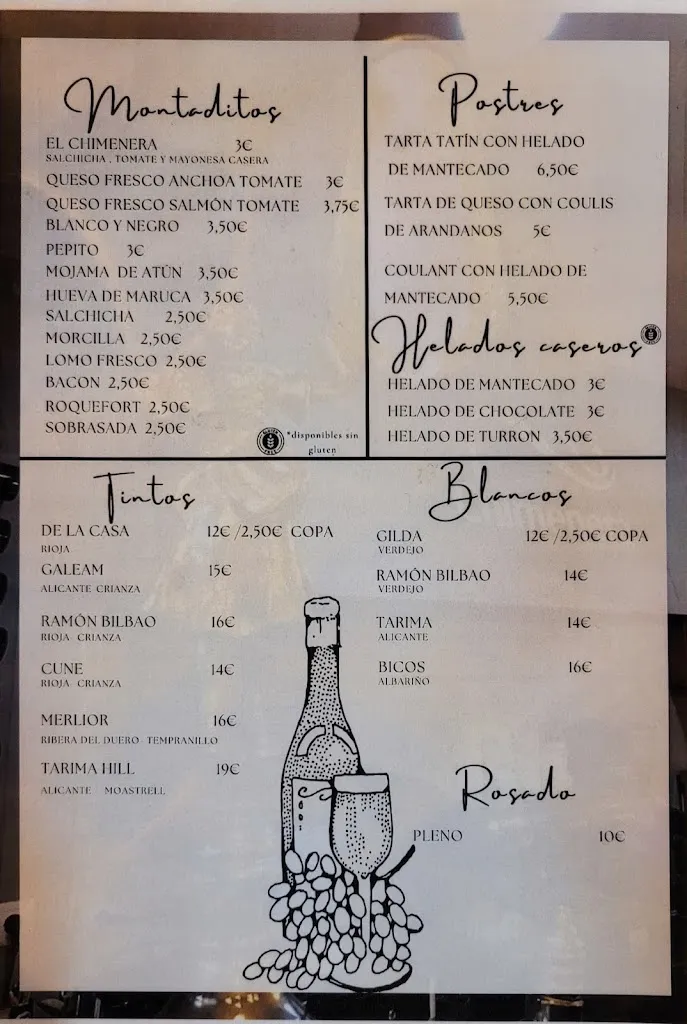 Montaditos
EL CHIMENERA 3€
SALCHICHA , TOMATE Y MAYONESA CASERA
QUESO FRESCO ANCHOA TOMATE 3€
QUESO FRESCO SALMÓN TOMATE 3,75€
BLANCO Y NEGRO 3,50€
PEPITO 3€
MOJAMA DE ATÚN 3,50€
HUEVA DE MARUCA 3,50€
SALCHICHA 2,50€
MORCILLA 2,50€
LOMO FRESCO 2,50€
BACON 2,50€
ROQUEFORT 2,50€
SOBRASADA 2,50€
*disponibles sin
gluten
Postres
TARTA TATÍN CON HELADO
DE MANTECADO 6,50€
TARTA DE QUESO CON COULIS
DE ARANDANOS 5€
COULANT CON HELADO DE
MANTECADO 5,50€
Helados caseros
HELADO DE MANTECADO 3€
HELADO DE CHOCOLATE 3€
HELADO DE TURRON 3,50€
Tintos
DE LA CASA 12€ /2,50€ COPA
RIOJA
GALEAM 15€
ALICANTE CRIANZA
RAMÓN BILBAO 16€
RIOJA CRIANZA
CUNE 14€
RIOJA CRIANZA
MERLIOR 16€
RIBERA DEL DUERO TEMPRANILLO
TARIMA HILL 19€
ALICANTE MOASTRELL
Blancos
GILDA 12€ /2,50€ COPA
VERDEJO
RAMÓN BILBAO 14€
VERDEJO
TARIMA 14€
ALICANTE
BICOS 16€
ALBARIÑO
Rosado
PLENO 10€